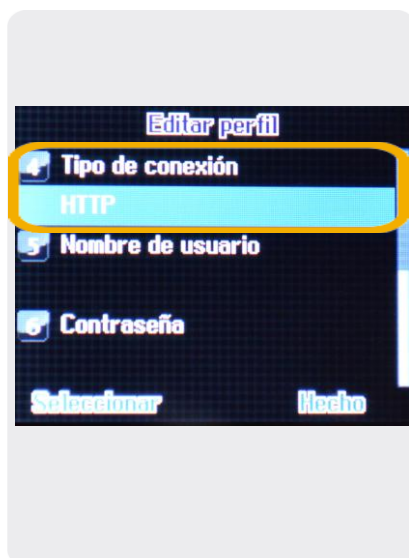 Editar perfil
4 Tipo de conexión
HTTP
5 Nombre de usuario
6 Contraseña
Seleccionar Hecho